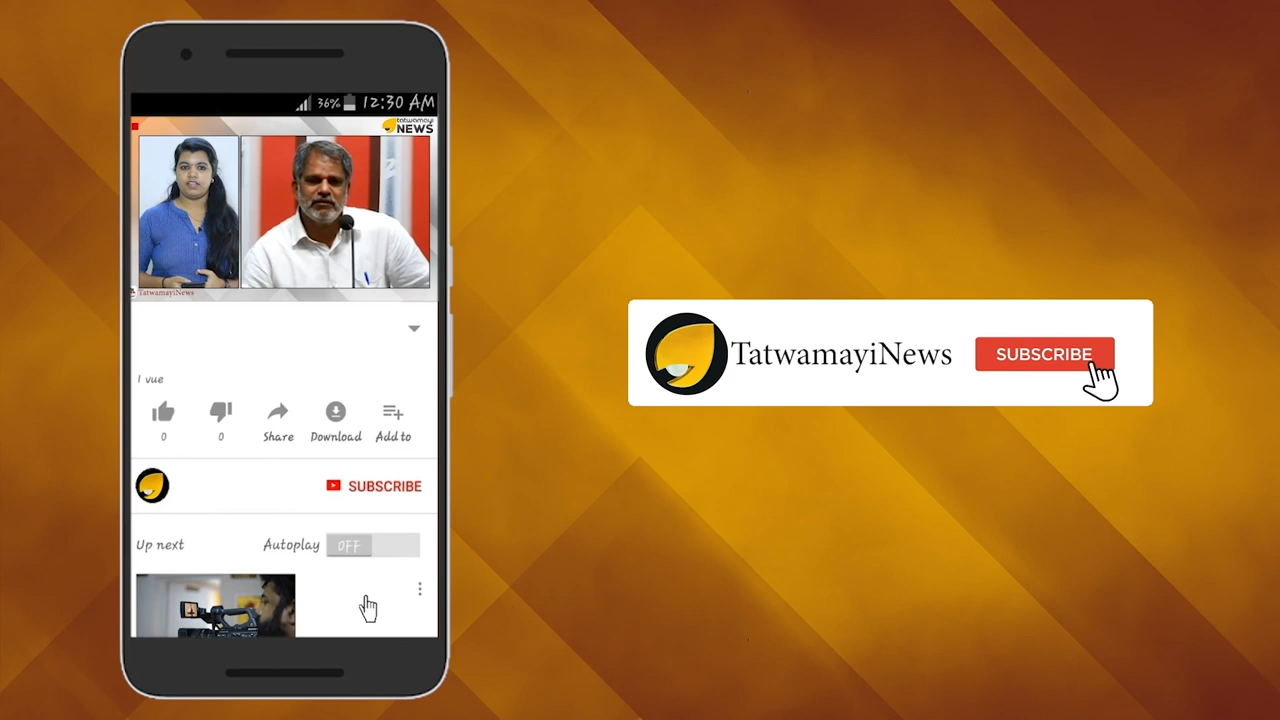 36% 12:30 AM
tatwamayi
NEWS
TatwamayiNews
1 vue
0 0 Share Download Add to
SUBSCRIBE
Up next Autoplay OFF
TatwamayiNews SUBSCRIBE